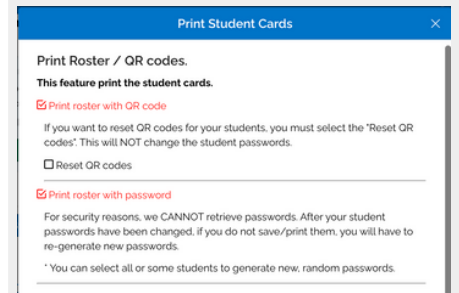 Print Student Cards
Print Roster / QR codes.
This feature print the student cards.
Print roster with QR code
If you want to reset QR codes for your students, you must select the "Reset QR
codes". This will NOT change the student passwords.
Reset QR codes
Print roster with password
For security reasons, we CANNOT retrieve passwords. After your student
passwords have been changed, if you do not save/print them, you will have to
re-generate new passwords.
* You can select all or some students to generate new, random passwords.